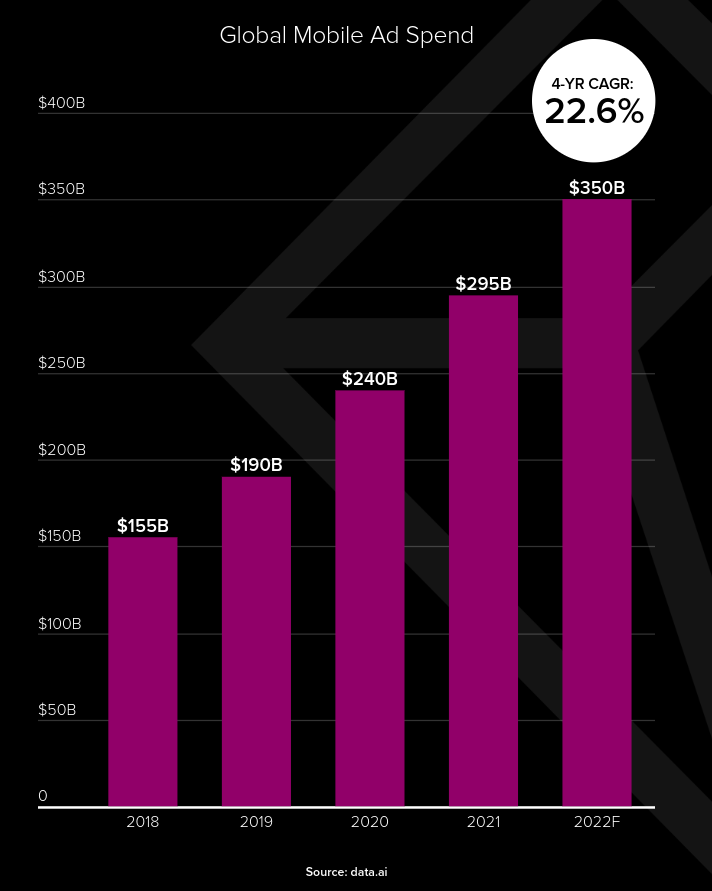 Global Mobile Ad Spend
4-YR CAGR:
22.6%
$400B
$350B
$350B
$300B
$295B
$250B
$240B
$200B
$190B
$155B
$150B
$100B
$50B
0
2018 2019 2020 2021 2022F
Source: data.ai